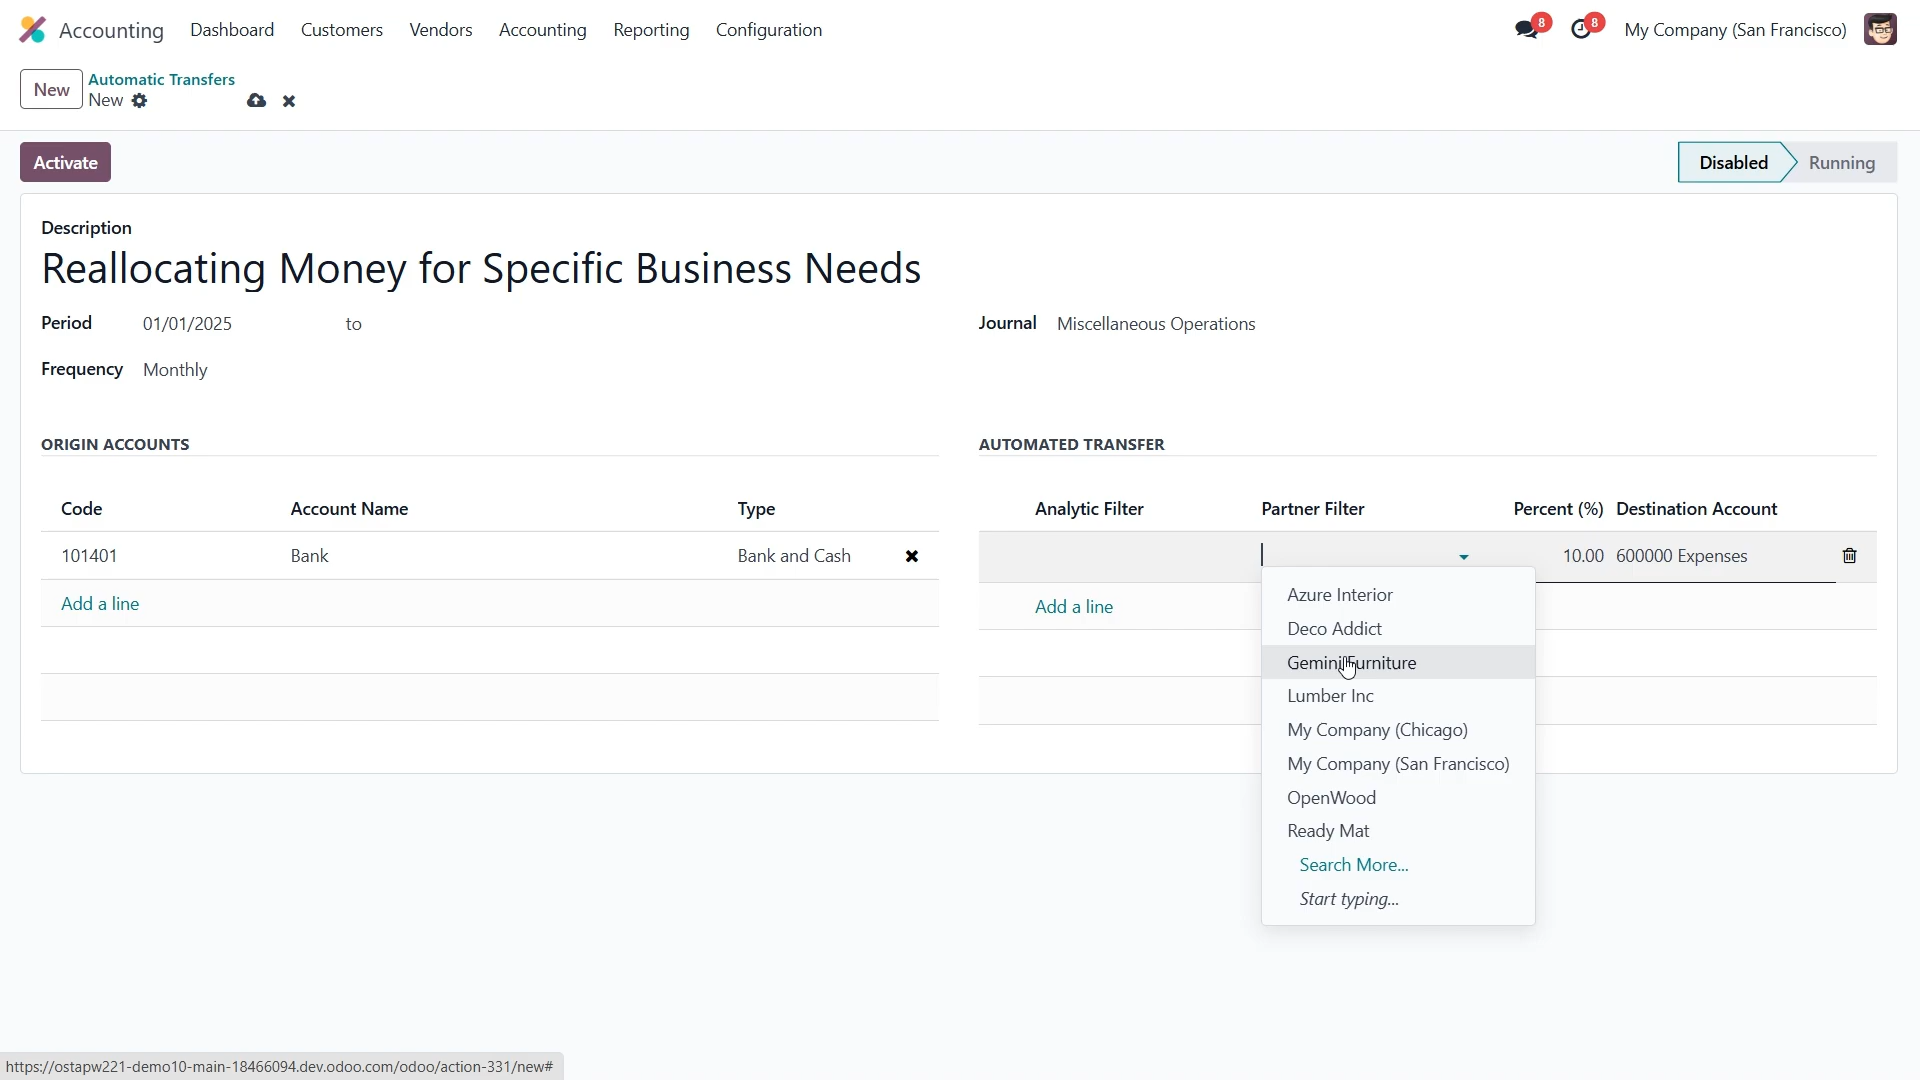 Accounting Dashboard Customers Vendors Accounting Reporting Configuration 8 8 My Company (San Francisco)
New Automatic Transfers
New
Activate Disabled Running
Description
Reallocating Money for Specific Business Needs
Period 01/01/2025 to Journal Miscellaneous Operations
Frequency Monthly
ORIGIN ACCOUNTS AUTOMATED TRANSFER
Code Account Name Type Analytic Filter Partner Filter Percent (%) Destination Account
101401 Bank Bank and Cash 10.00 600000 Expenses
Add a line Add a line
Azure Interior
Deco Addict
Gemini Furniture
Lumber Inc
My Company (Chicago)
My Company (San Francisco)
OpenWood
Ready Mat
Search More...
Start typing...
https://ostapw221-demo10-main-18466094.dev.odoo.com/odoo/action-331/new#